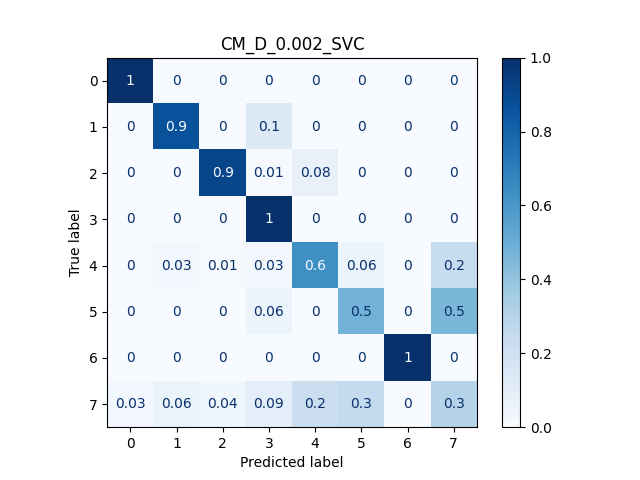 CM_D_0.002_SVC
0 1 0 0 0 0 0 0 0 1.0
1 0 0.9 0 0.1 0 0 0 0 0.8
2 0 0 0.9 0.01 0.08 0 0 0
3 0 0 0 1 0 0 0 0 0.6
4 0 0.03 0.01 0.03 0.6 0.06 0 0.2 0.4
5 0 0 0 0.06 0 0.5 0 0.5
6 0 0 0 0 0 0 1 0 0.2
7 0.03 0.06 0.04 0.09 0.2 0.3 0 0.3 0.0
0 1 2 3 4 5 6 7
True label
Predicted label